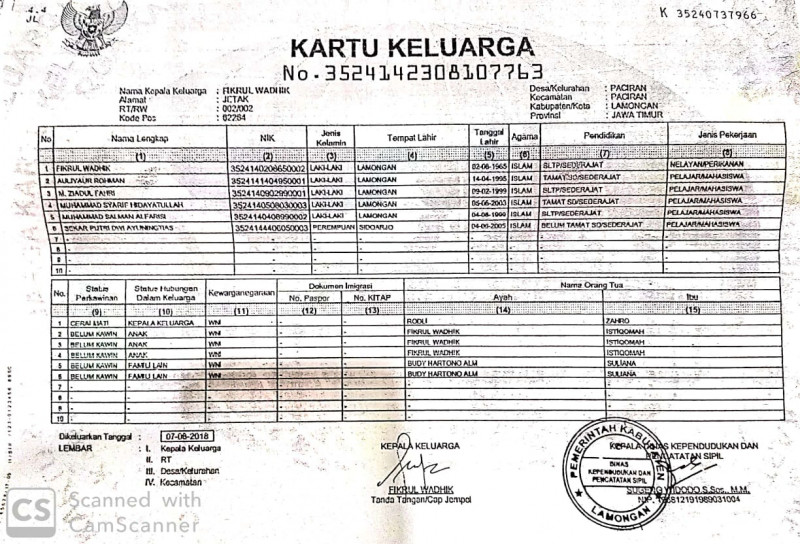 4.4
JL
K 35240737966
KARTU KELUARGA
No.3524142308107763
Nama Kepala Keluarga : FIKRUL WADHIK
Alamat : JETAK
RT/RW : 002/002
Kode Pos : 62264
Desa/Kelurahan : PACIRAN
Kecamatan : PACIRAN
Kabupaten/Kota : LAMONGAN
Provinsi : JAWA TIMUR
No Nama Lengkap NIK Jenis Kelamin Tempat Lahir Tanggal Lahir Agama Pendidikan Jenis Pekerjaan
(1) (2) (3) (4) (5) (6) (7) (8)
1 FIKRUL WADHIK 3524140206650002 LAKI-LAKI LAMONGAN 02-06-1965 ISLAM SLTP/SEDERAJAT NELAYAN/PERIKANAN
2 AULIYAUR ROHMAN 3524141404950001 LAKI-LAKI LAMONGAN 14-04-1995 ISLAM TAMAT SD/SEDERAJAT PELAJAR/MAHASISWA
3 M. ZIADUL FAHRI 3524140902990001 LAKI-LAKI LAMONGAN 09-02-1999 ISLAM SLTP/SEDERAJAT PELAJAR/MAHASISWA
4 MUHAMMAD SYARIF HIDAYATULLAH 3524140508030003 LAKI-LAKI LAMONGAN ISLAM TAMAT SD/SEDERAJAT PELAJAR/MAHASISWA
5 MUHAMMAD SALMAN ALFARISI 3524140408990002 LAKI-LAKI LAMONGAN 04-08-1999 ISLAM SLTP/SEDERAJAT PELAJAR/MAHASISWA
6 SEKAR PUTRI DWI AYUNINGTIAS 3524144406050003 PEREMPUAN SIDOARJO 04-06-2005 ISLAM BELUM TAMAT SD/SEDERAJAT PELAJAR/MAHASISWA
7 - - - - - - - -
8 - - - - - - - -
9 - - - - - - - -
10 - - - - - - - -
No. Status Perkawinan Status Hubungan Dalam Keluarga Kewarganegaraan Dokumen Imigrasi Nama Orang Tua
No. Paspor No. KITAP Ayah Ibu
(9) (10) (11) (12) (13) (14) (15)
1 CERAI MATI KEPALA KELUARGA WNI - - RODLI ZAHRO
2 BELUM KAWIN ANAK WNI - - FIKRUL WADHIK ISTIQOMAH
3 BELUM KAWIN ANAK WNI - - FIKRUL WADHIK ISTIQOMAH
4 BELUM KAWIN ANAK WNI - - FIKRUL WADHIK ISTIQOMAH
5 BELUM KAWIN FAMILI LAIN WNI - - BUDY HARTONO ALM SULIANA
6 BELUM KAWIN FAMILI LAIN WNI - - BUDY HARTONO ALM SULIANA
7 - - - - - - -
8 - - - - - - -
9 - - - - - - -
10 - - - - - - -
Dikeluarkan Tanggal : 07-06-2018
LEMBAR : I. Kepala Keluarga
II. RT
III. Desa/Kelurahan
IV. Kecamatan
KEPALA KELUARGA
FIKRUL WADHIK
Tanda Tangan/Cap Jempol
KEPALA DINAS KEPENDUDUKAN DAN
PENCATATAN SIPIL
PEMERINTAH KABUPATEN
DINAS
KEPENDUDUKAN DAN
PENCATATAN SIPIL
LAMONGAN
SUGENG WIDODO S.Sos., M.M.
NIP. 196812191989031004
CS Scanned with
CamScanner